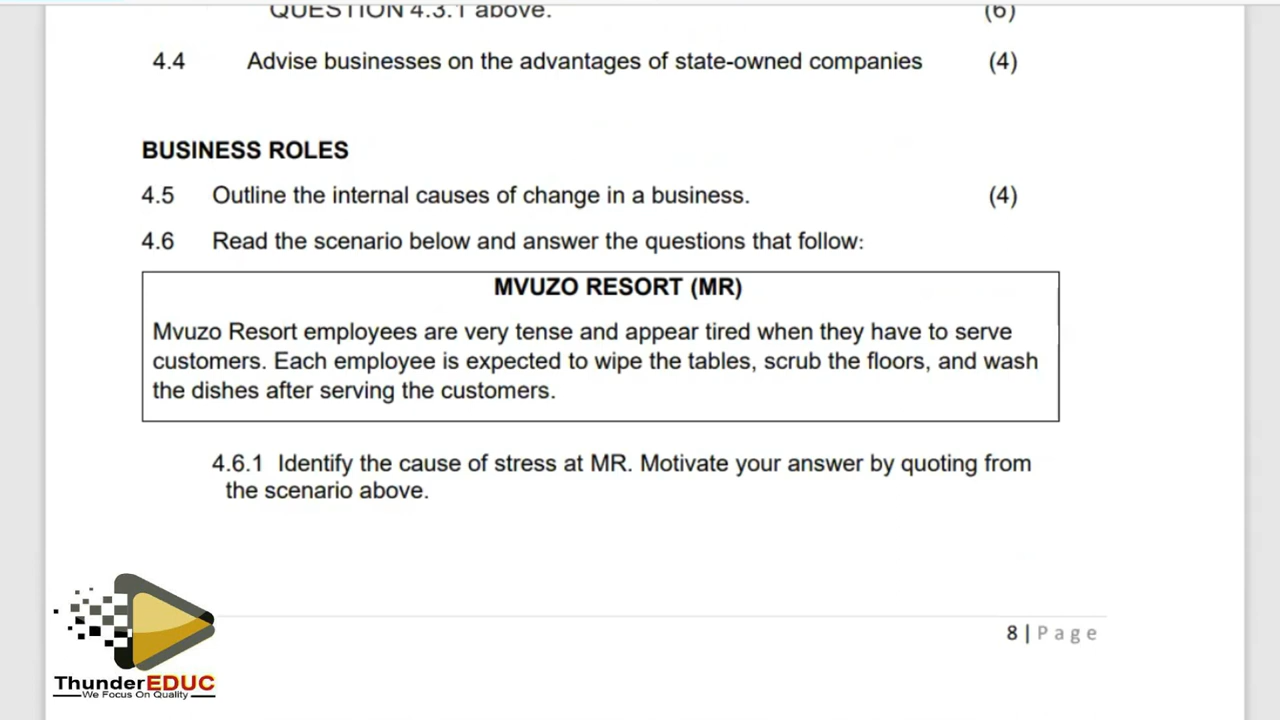 QUESTION 4.3.1 above. (6)
4.4 Advise businesses on the advantages of state-owned companies (4)
BUSINESS ROLES
4.5 Outline the internal causes of change in a business. (4)
4.6 Read the scenario below and answer the questions that follow:
MVUZO RESORT (MR)
Mvuzo Resort employees are very tense and appear tired when they have to serve
customers. Each employee is expected to wipe the tables, scrub the floors, and wash
the dishes after serving the customers.
4.6.1 Identify the cause of stress at MR. Motivate your answer by quoting from
the scenario above.
8 | Page
ThunderEDUC
We Focus On Quality